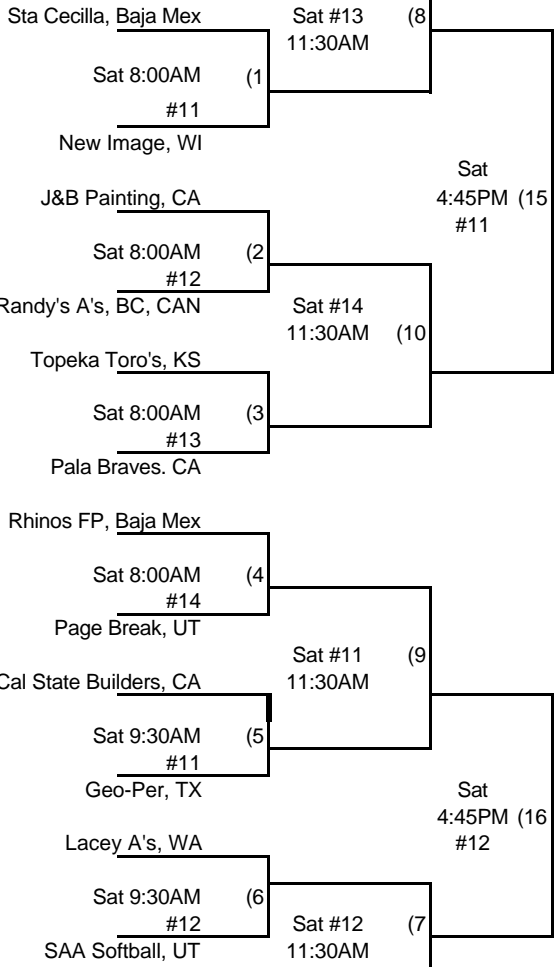 Sta Cecilla, Baja Mex
Sat #13 (8
11:30AM
Sat 8:00AM (1
#11
New Image, WI
Sat
J&B Painting, CA
4:45PM (15
#11
Sat 8:00AM (2
#12
Randy's A's, BC, CAN
Sat #14
11:30AM (10
Topeka Toro's, KS
Sat 8:00AM (3
#13
Pala Braves. CA
Rhinos FP, Baja Mex
Sat 8:00AM (4
#14
Page Break, UT
Sat #11 (9
11:30AM
Cal State Builders, CA
Sat 9:30AM (5
#11
Geo-Per, TX
Sat
4:45PM (16
#12
Lacey A's, WA
Sat 9:30AM (6
#12
Sat #12 (7
11:30AM
SAA Softball, UT